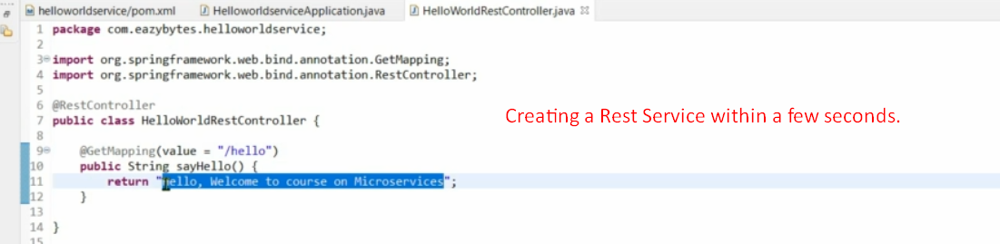 helloworldservice/pom.xml HelloworldserviceApplication.java HelloWorldRestController.java
1 package com.eazybytes.helloworldservice;
2
3 import org.springframework.web.bind.annotation.GetMapping;
4 import org.springframework.web.bind.annotation.RestController;
5
6 @RestController
7 public class HelloWorldRestController {
Creating a Rest Service within a few seconds.
8
9 @GetMapping(value = "/hello")
10 public String sayHello() {
11 return "Hello, Welcome to course on Microservices";
12 }
13
14 }
15